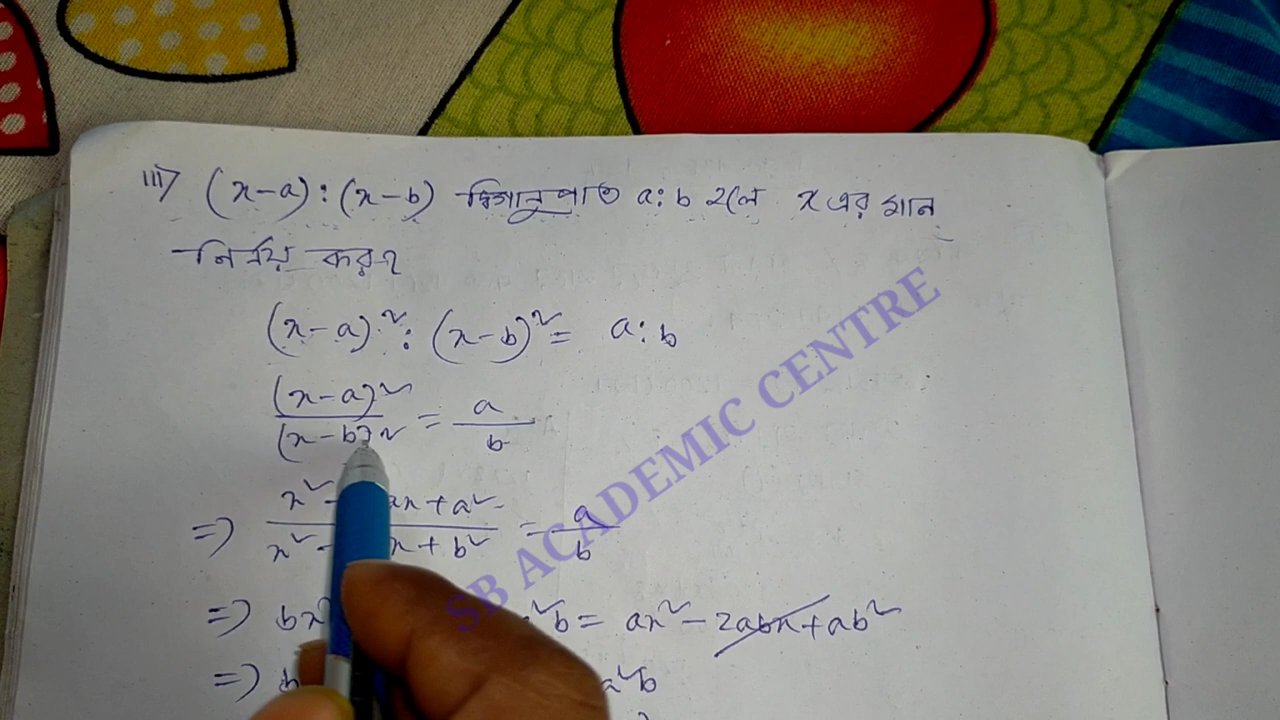 iii) (x-a) : (x-b) দ্বিগানুপাত a : b হলে x এর মান
নির্ণয় কর?
(x-a)² : (x-b)² = a : b
(x-a)² / (x-b)² = a / b
=> x² - ax + a² / x² - x + b² = a / b
=> bx² ²b = ax² - 2abx + ab²
=> b a²b
SB ACADEMIC CENTRE